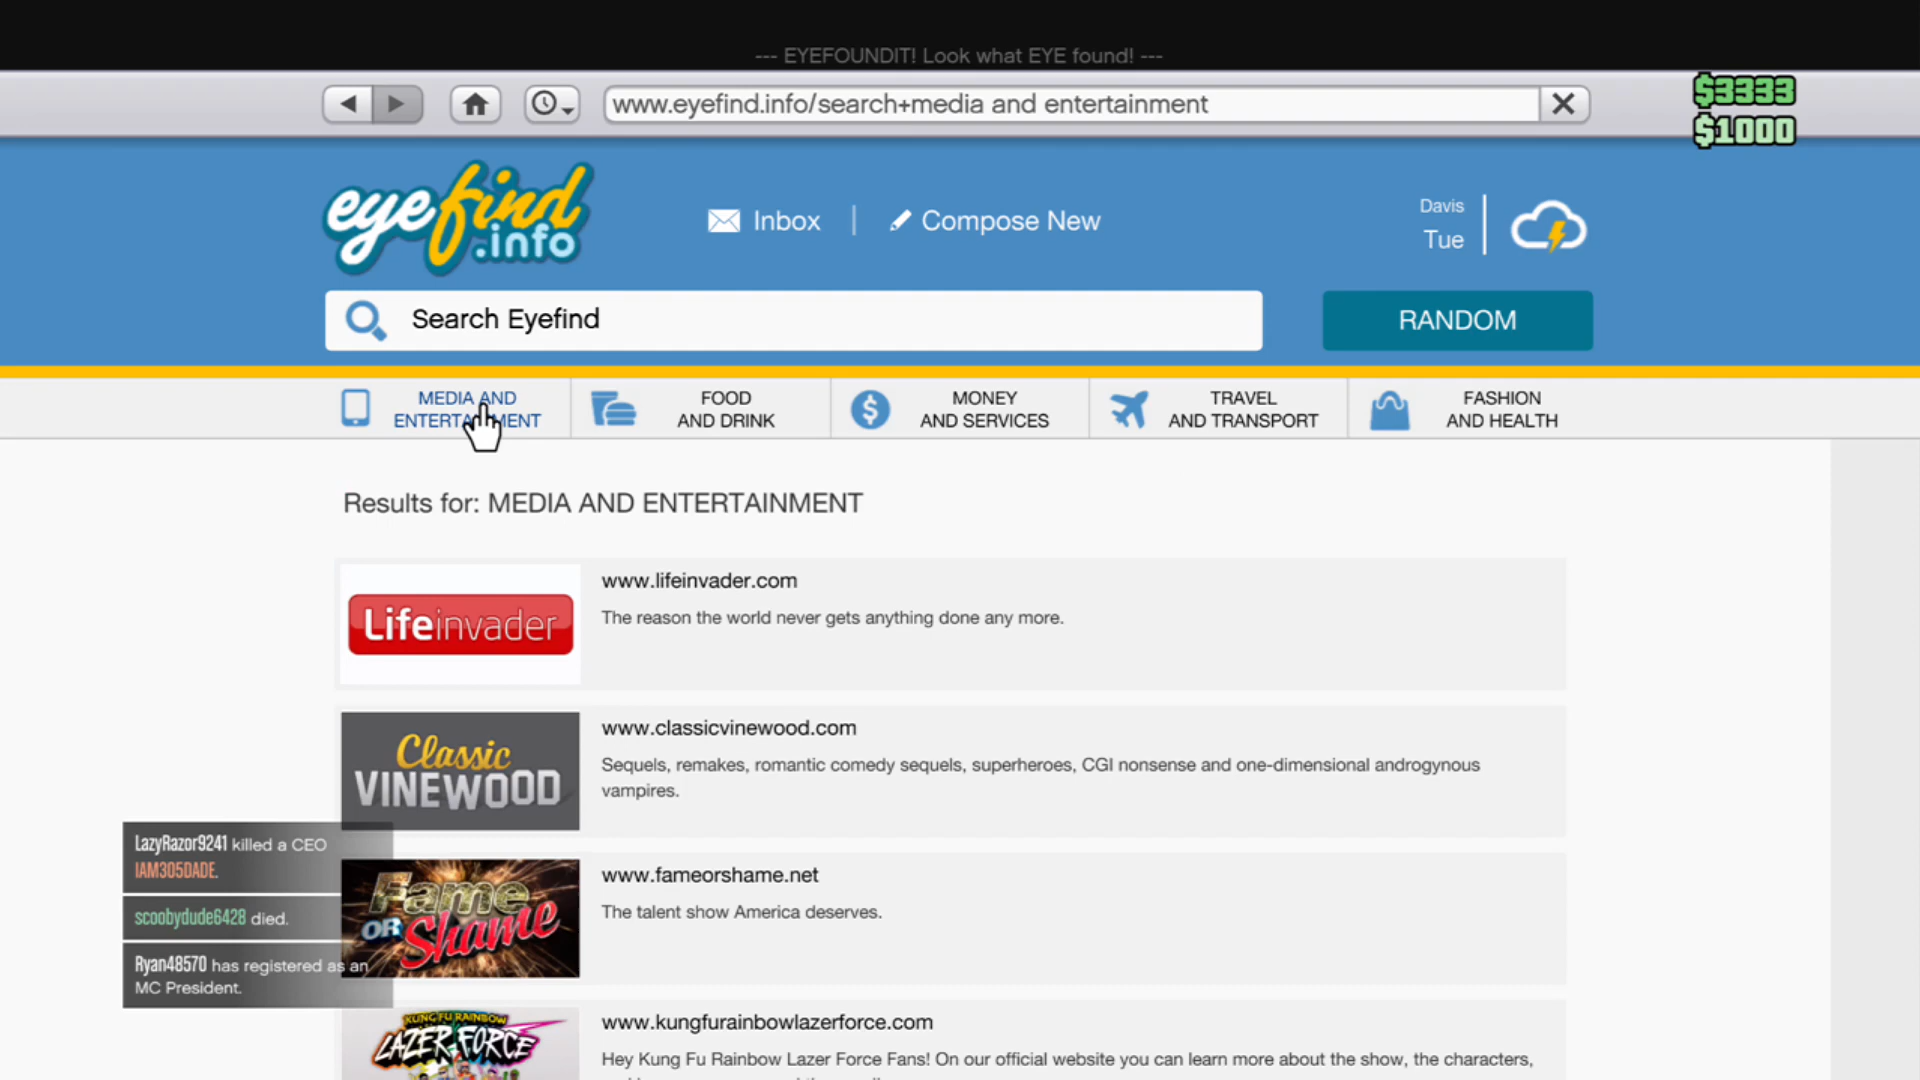 --- EYEFOUNDIT! Look what EYE found! ---
www.eyefind.info/search+media and entertainment
$3333
$1000
eyefind
.info
Inbox
Compose New
Davis
Tue
Search Eyefind
RANDOM
MEDIA AND
ENTERTAINMENT
FOOD
AND DRINK
MONEY
AND SERVICES
TRAVEL
AND TRANSPORT
FASHION
AND HEALTH
Results for: MEDIA AND ENTERTAINMENT
Lifeinvader
www.lifeinvader.com
The reason the world never gets anything done any more.
Classic
VINEWOOD
www.classicvinewood.com
Sequels, remakes, romantic comedy sequels, superheroes, CGI nonsense and one-dimensional androgynous
vampires.
LazyRazor9241 killed a CEO
IAM305DADE.
scoobydude6428 died.
Ryan48570 has registered as an
MC President.
Fame
OR Shame
www.fameorshame.net
The talent show America deserves.
KUNG FU RAINBOW
LAZER FORCE
www.kungfurainbowlazerforce.com
Hey Kung Fu Rainbow Lazer Force Fans! On our official website you can learn more about the show, the characters,